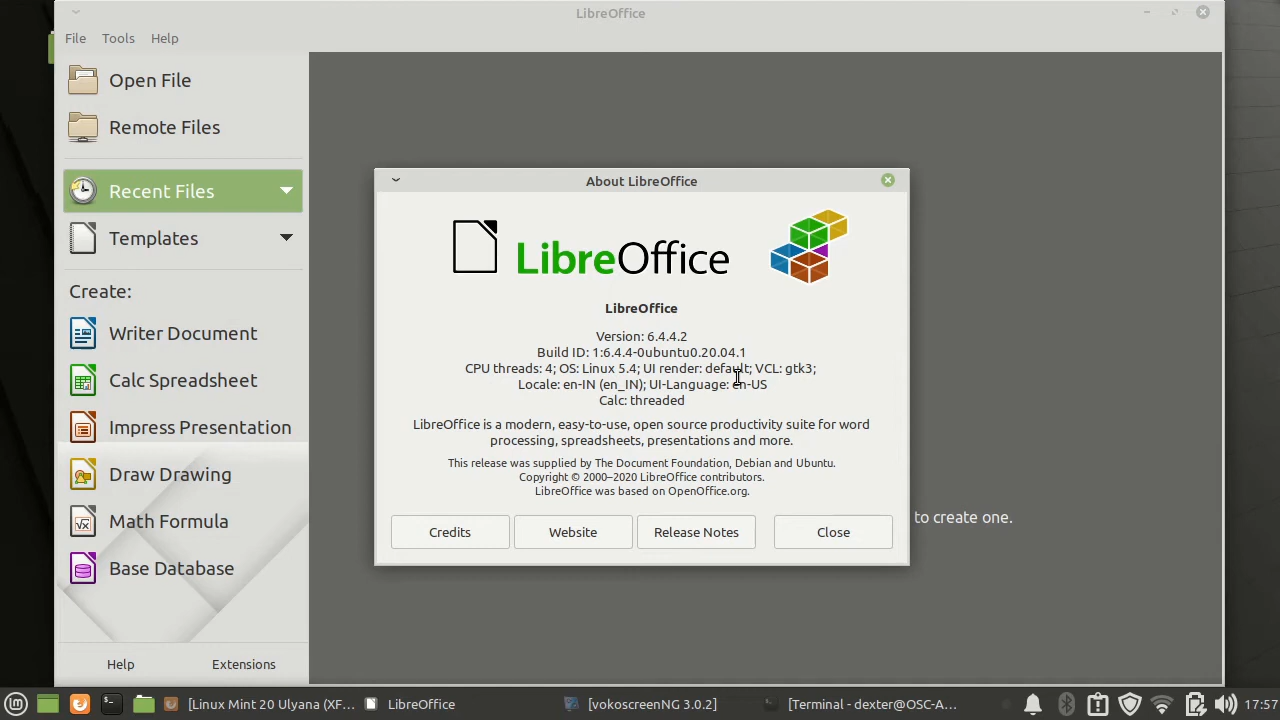 LibreOffice
File Tools Help
Open File
Remote Files
Recent Files
Templates
Create:
Writer Document
Calc Spreadsheet
Impress Presentation
Draw Drawing
Math Formula
Base Database
Help Extensions
About LibreOffice
LibreOffice
LibreOffice
Version: 6.4.4.2
Build ID: 1:6.4.4-0ubuntu0.20.04.1
CPU threads: 4; OS: Linux 5.4; UI render: default; VCL: gtk3;
Locale: en-IN (en_IN); UI-Language: en-US
Calc: threaded
LibreOffice is a modern, easy-to-use, open source productivity suite for word
processing, spreadsheets, presentations and more.
This release was supplied by The Document Foundation, Debian and Ubuntu.
Copyright © 2000–2020 LibreOffice contributors.
LibreOffice was based on OpenOffice.org.
Credits Website Release Notes Close
to create one.
[Linux Mint 20 Ulyana (XF... LibreOffice [vokoscreenNG 3.0.2] [Terminal - dexter@OSC-A... 17:57